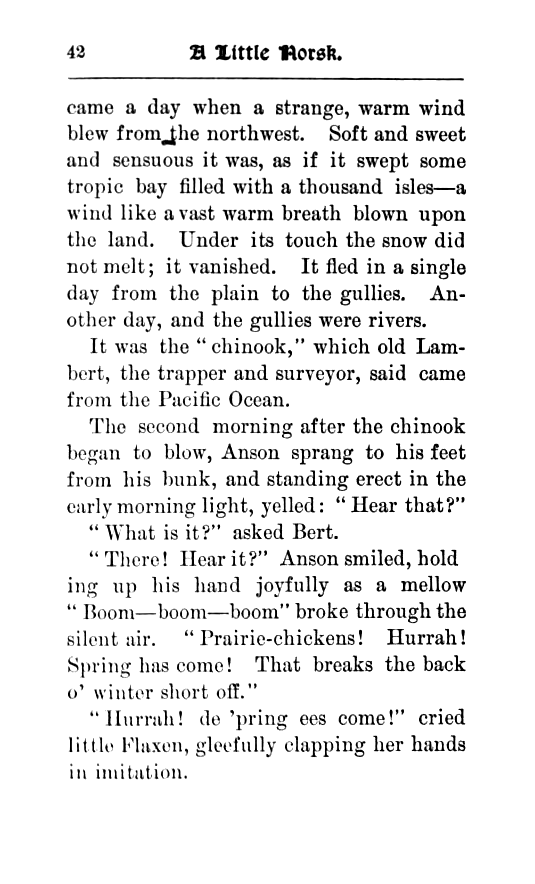 42 A Little Norsk.
came a day when a strange, warm wind
blew from the northwest. Soft and sweet
and sensuous it was, as if it swept some
tropic bay filled with a thousand isles—a
wind like a vast warm breath blown upon
the land. Under its touch the snow did
not melt; it vanished. It fled in a single
day from the plain to the gullies. An-
other day, and the gullies were rivers.
It was the “chinook,” which old Lam-
bert, the trapper and surveyor, said came
from the Pacific Ocean.
The second morning after the chinook
began to blow, Anson sprang to his feet
from his bunk, and standing erect in the
early morning light, yelled: “Hear that?”
“What is it?” asked Bert.
“There! Hear it?” Anson smiled, hold
ing up his hand joyfully as a mellow
“Boom—boom—boom” broke through the
silent air. “Prairie-chickens! Hurrah!
Spring has come! That breaks the back
o’ winter short off.”
“Hurrah! de ’pring ees come!” cried
little Flaxen, gleefully clapping her hands
in imitation.